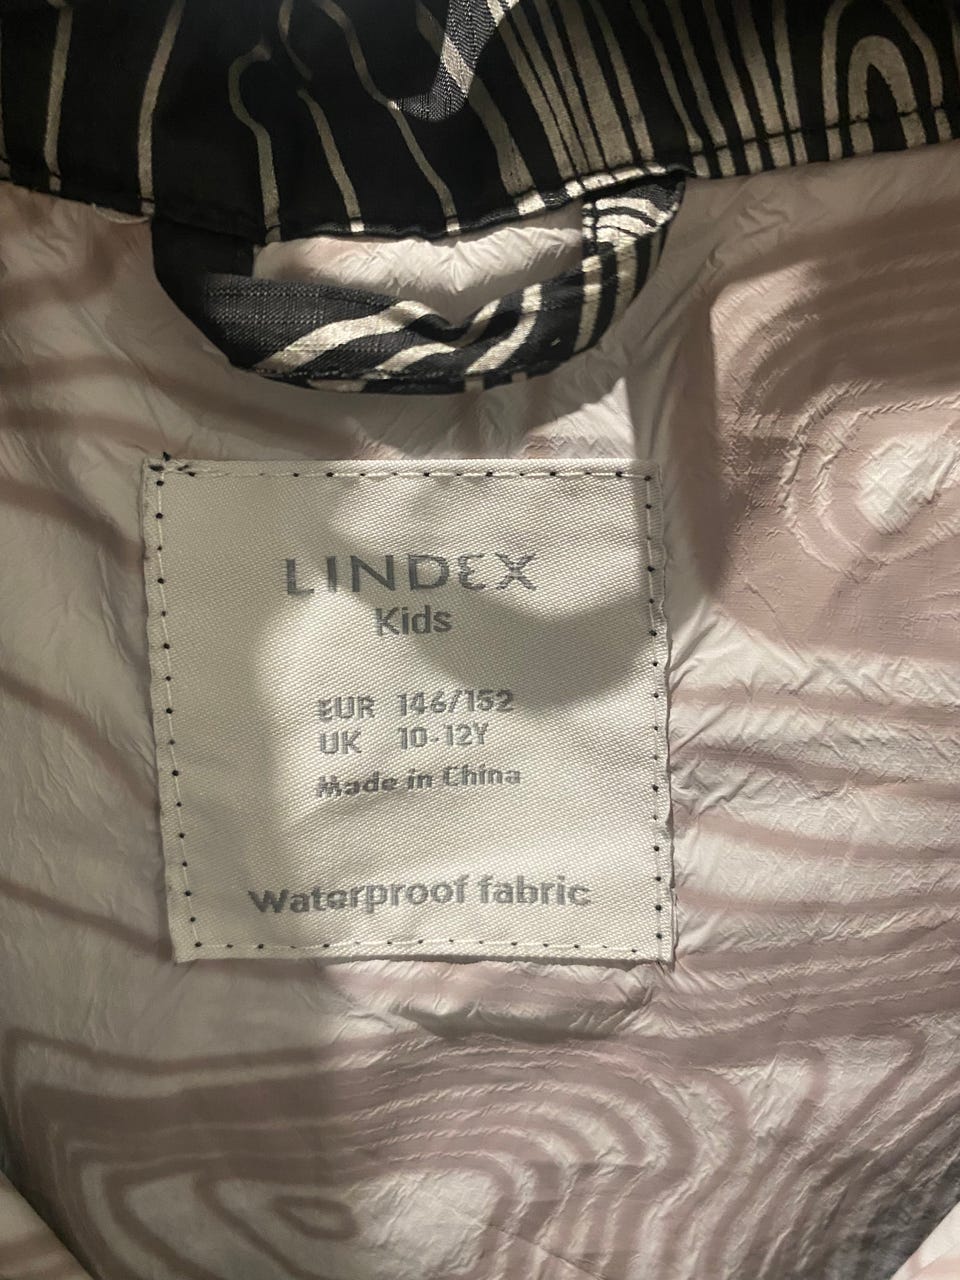 LINDEX
Kids
EUR 146/152
UK 10-12Y
Made in China
Waterproof fabric